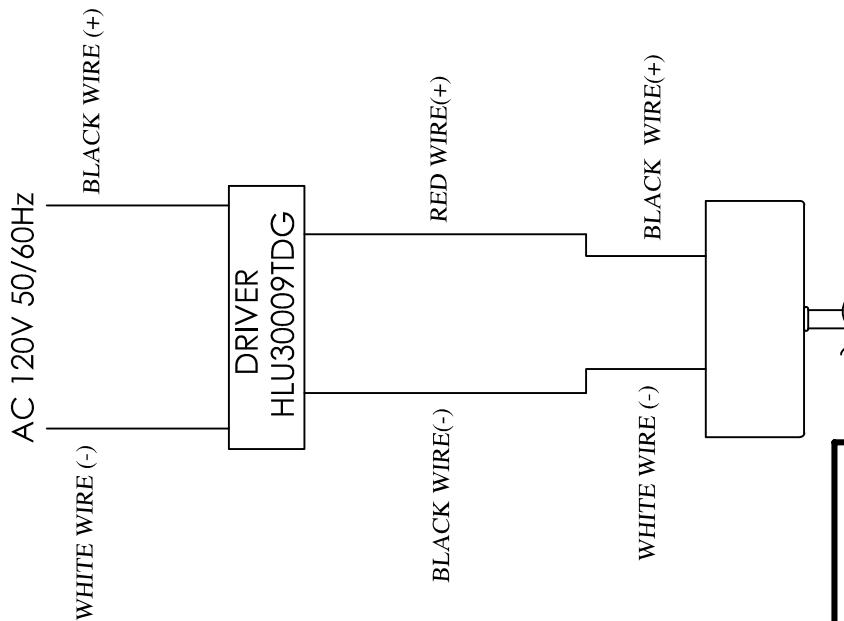 AC 120V 50/60Hz
BLACK WIRE (+)
WHITE WIRE (-)
DRIVER
HLU30009TDG
RED WIRE(+)
BLACK WIRE(-)
BLACK WIRE(+)
WHITE WIRE (-)